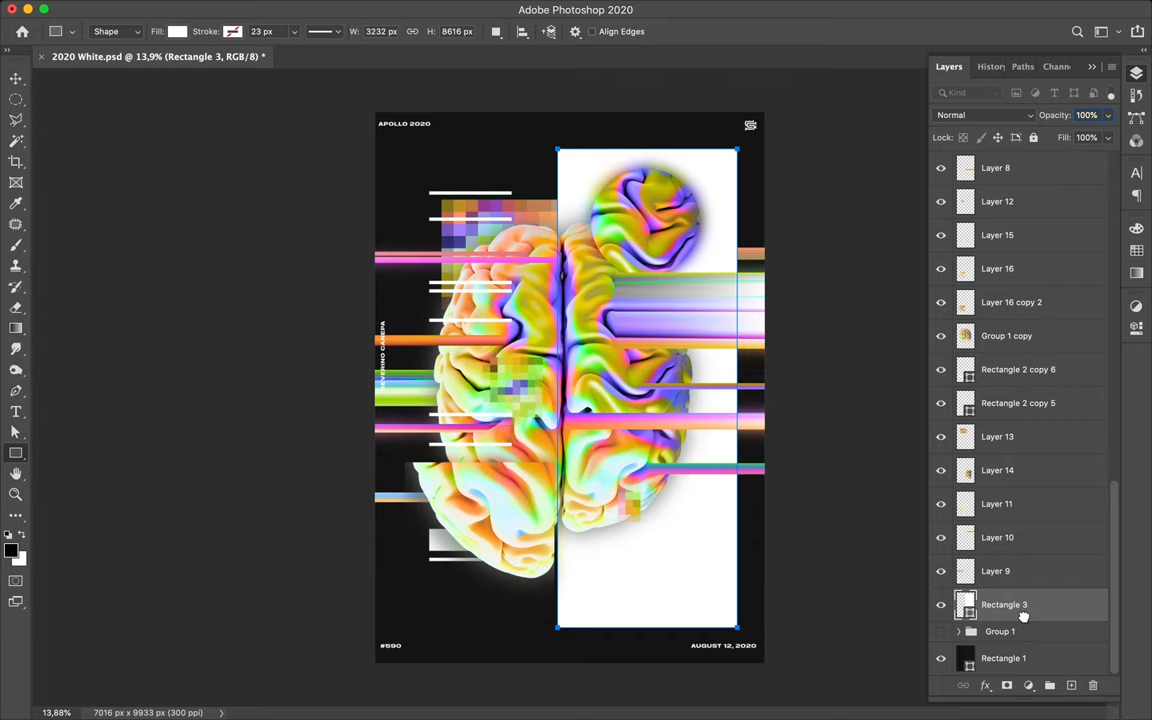 Adobe Photoshop 2020
Shape
Fill:
Stroke:
23 px
W: 3232 px
H: 8616 px
Align Edges
2020 White.psd @ 13,9% (Rectangle 3, RGB/8) *
Layers
History
Paths
Chann
Kind
Normal
Opacity: 100%
Lock:
Fill: 100%
Layer 8
Layer 12
Layer 15
Layer 16
Layer 16 copy 2
Group 1 copy
Rectangle 2 copy 6
Rectangle 2 copy 5
Layer 13
Layer 14
Layer 11
Layer 10
Layer 9
Rectangle 3
Group 1
Rectangle 1
APOLLO 2020
#590
AUGUST 12, 2020
13,88%
7016 px x 9933 px (300 ppi)